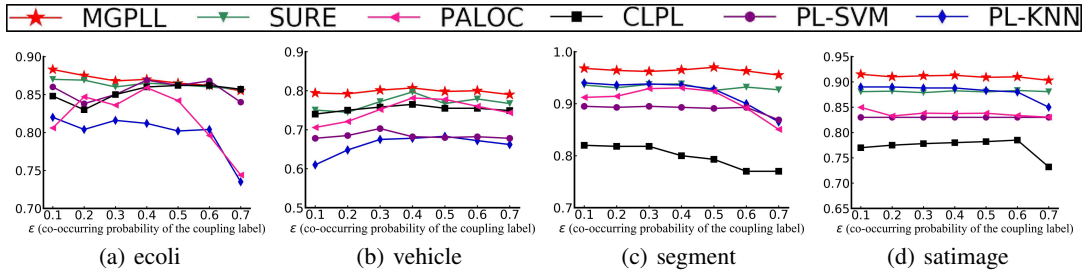 MGPLL SURE PALOC CLPL PL-SVM PL-KNN
0.90
0.85
0.80
0.75
0.70
0.1 0.2 0.3 0.4 0.5 0.6 0.7
ε (co-occurring probability of the coupling label)
(a) ecoli
0.9
0.8
0.7
0.6
0.5
0.1 0.2 0.3 0.4 0.5 0.6 0.7
ε (co-occurring probability of the coupling label)
(b) vehicle
1.0
0.9
0.8
0.7
0.1 0.2 0.3 0.4 0.5 0.6 0.7
ε (co-occurring probability of the coupling label)
(c) segment
0.95
0.90
0.85
0.80
0.75
0.70
0.65
0.1 0.2 0.3 0.4 0.5 0.6 0.7
ε (co-occurring probability of the coupling label)
(d) satimage